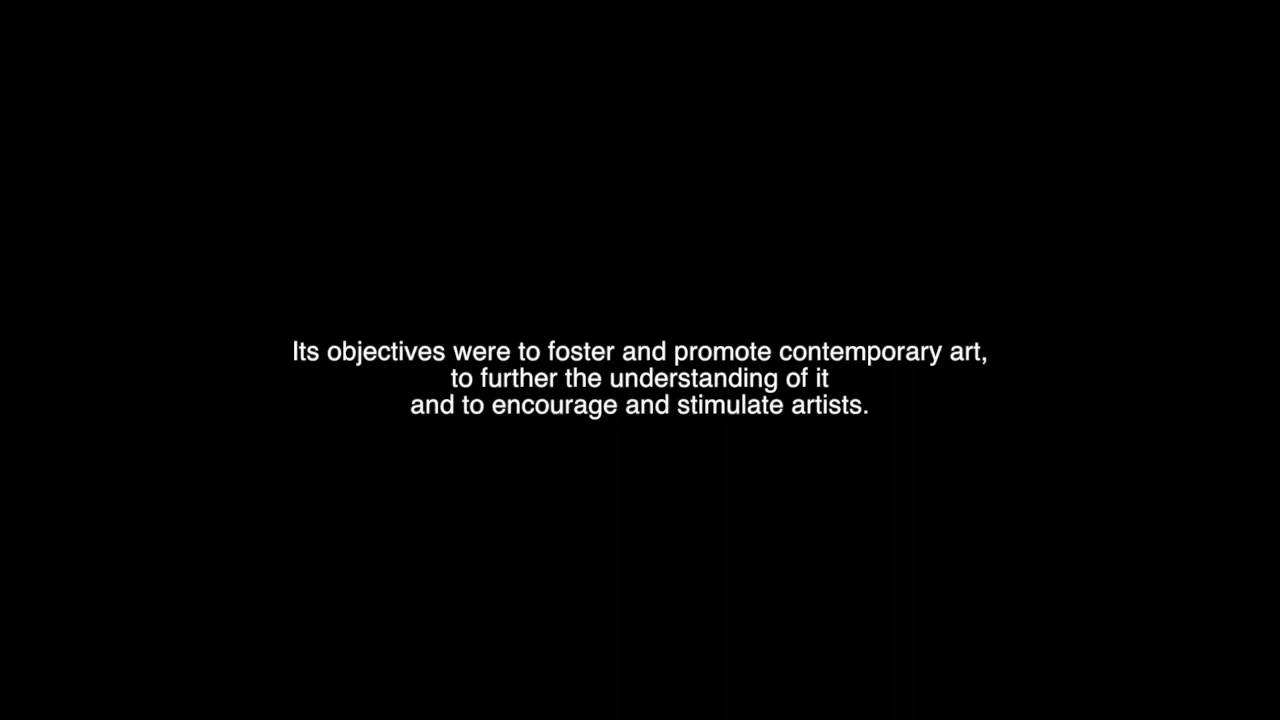 Its objectives were to foster and promote contemporary art,
to further the understanding of it
and to encourage and stimulate artists.